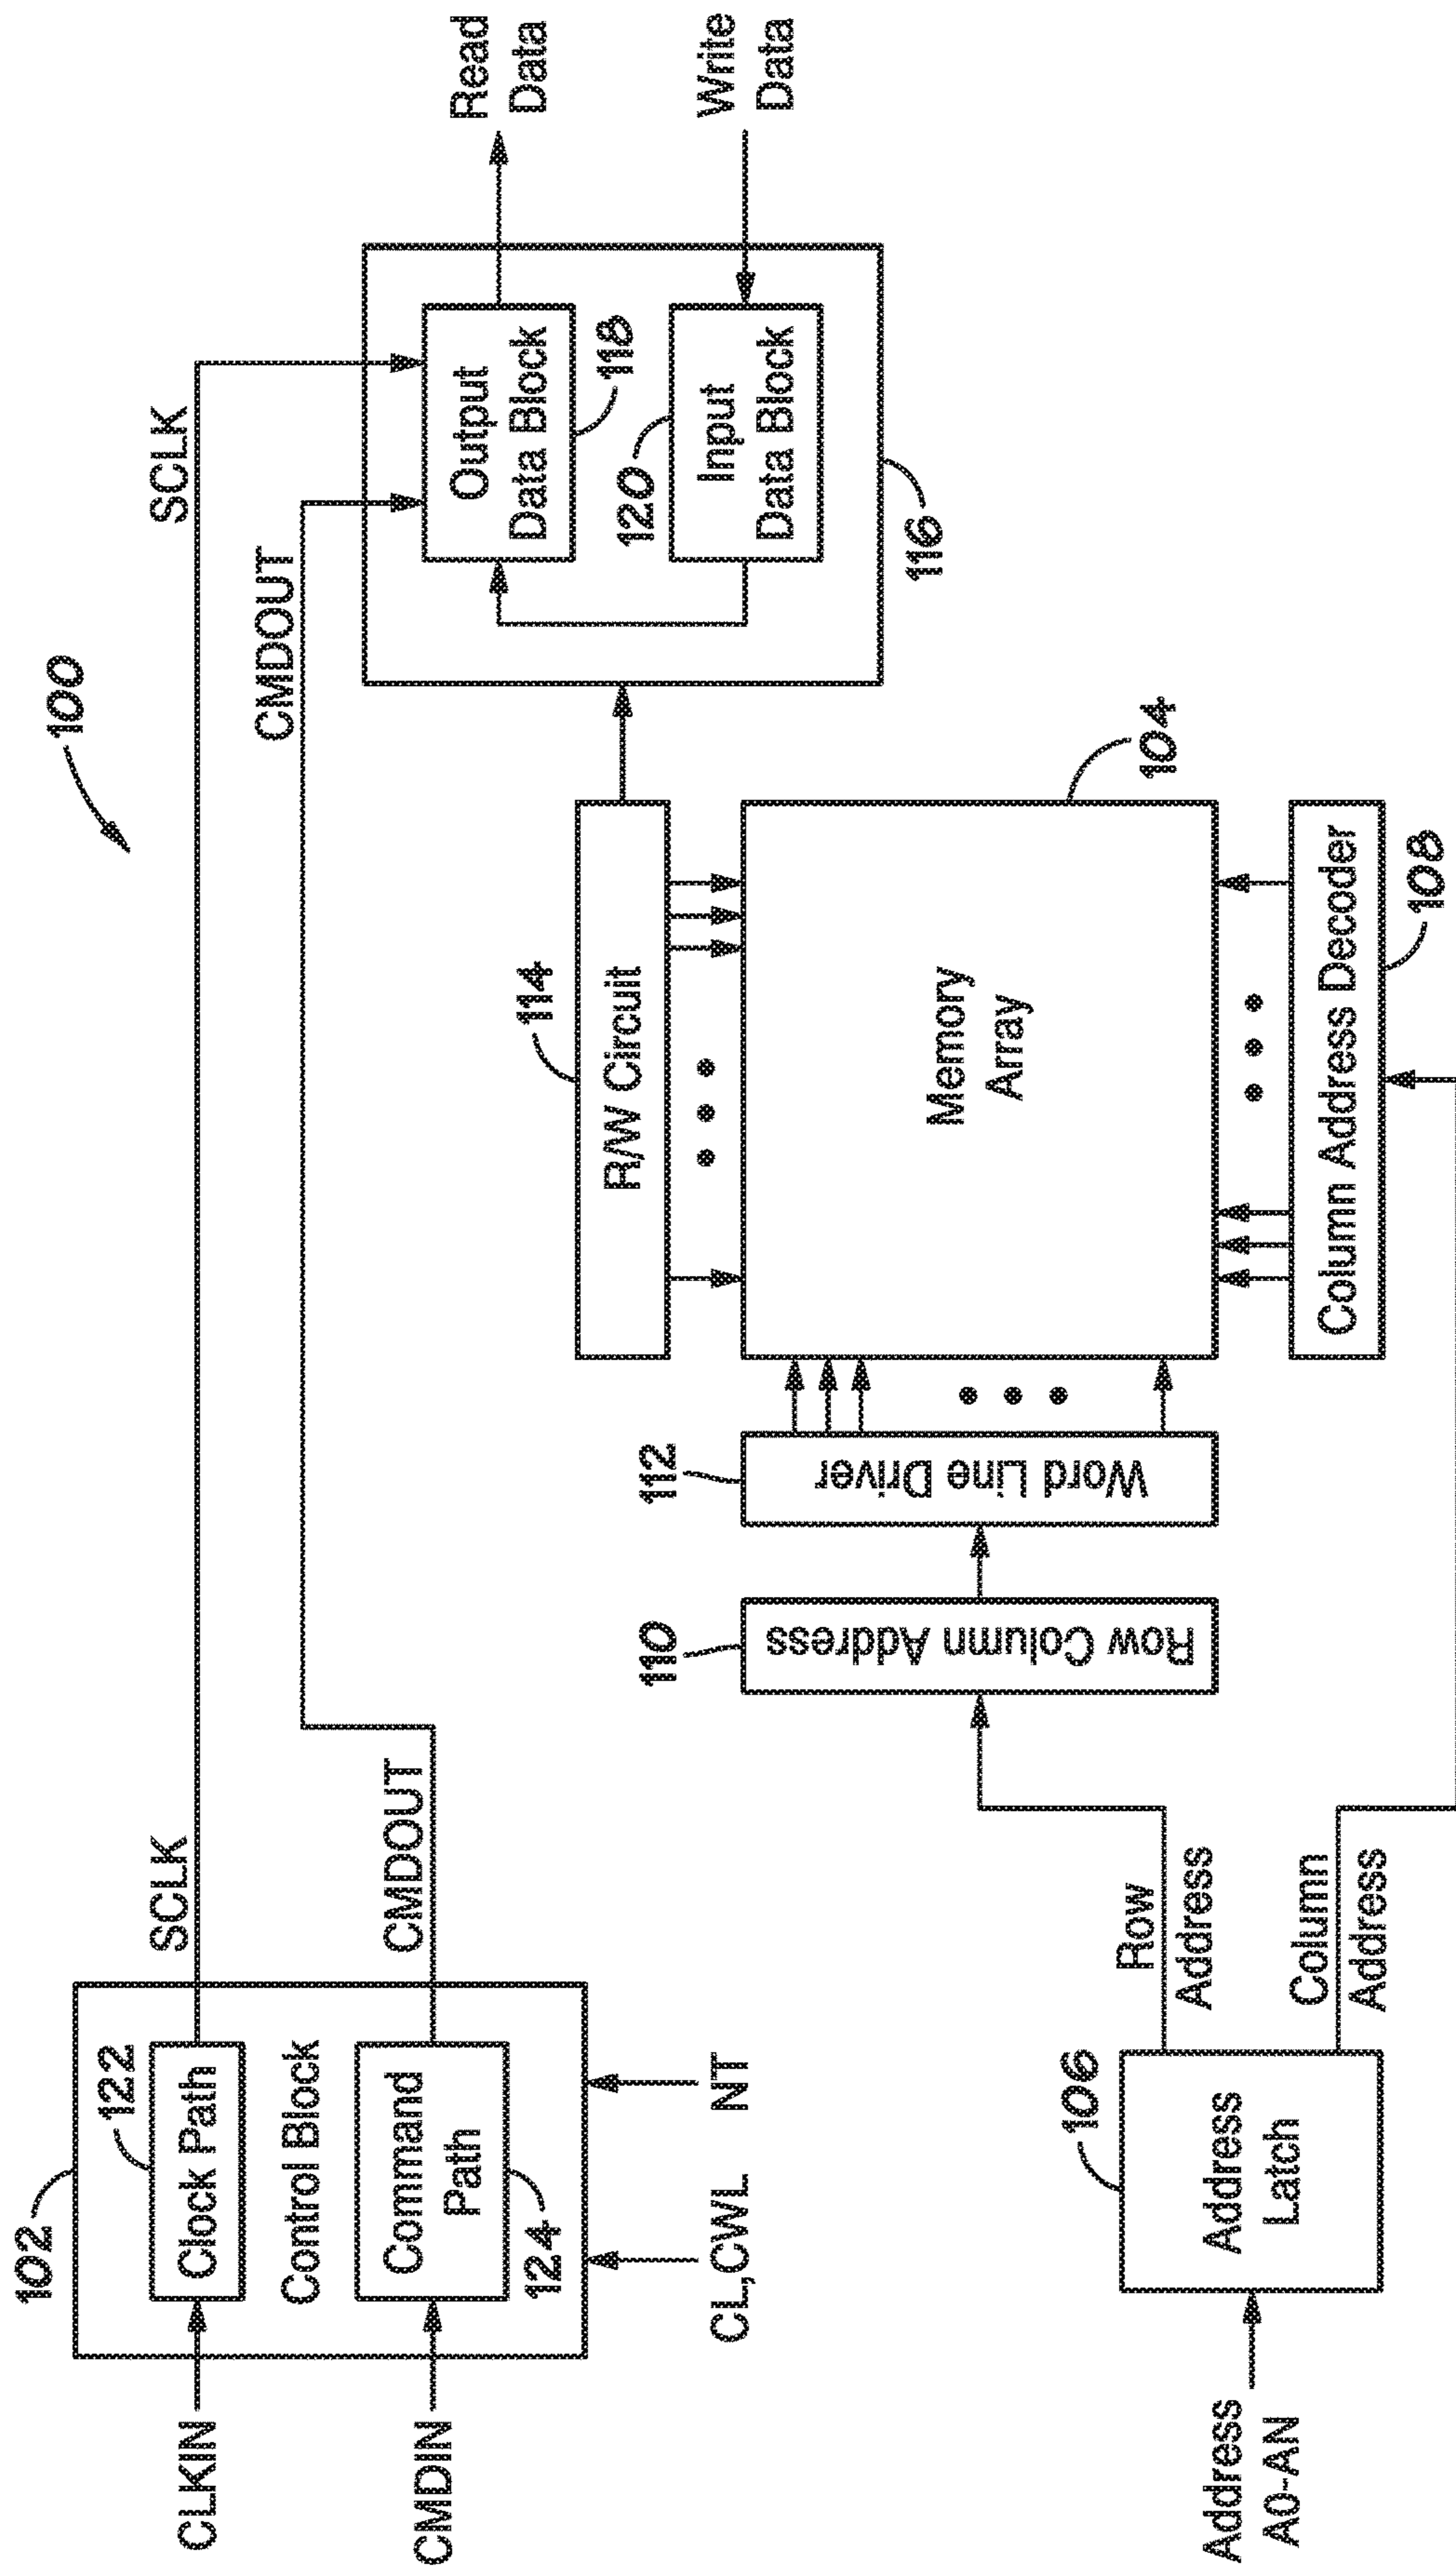 100
SCLK
SCLK
CMDOUT
CMDOUT
102
122
Clock Path
Control Block
Command
Path
124
CLKIN
CMDIN
CL,CWL
NT
Read
Data
Write
Data
Output
Data Block
118
120
Input
Data Block
116
114
R/W Circuit
Memory
Array
104
112
Word Line Driver
110
Row Column Address
Column Address Decoder
108
Row
Address
Column
Address
106
Address
Latch
Address
A0-AN